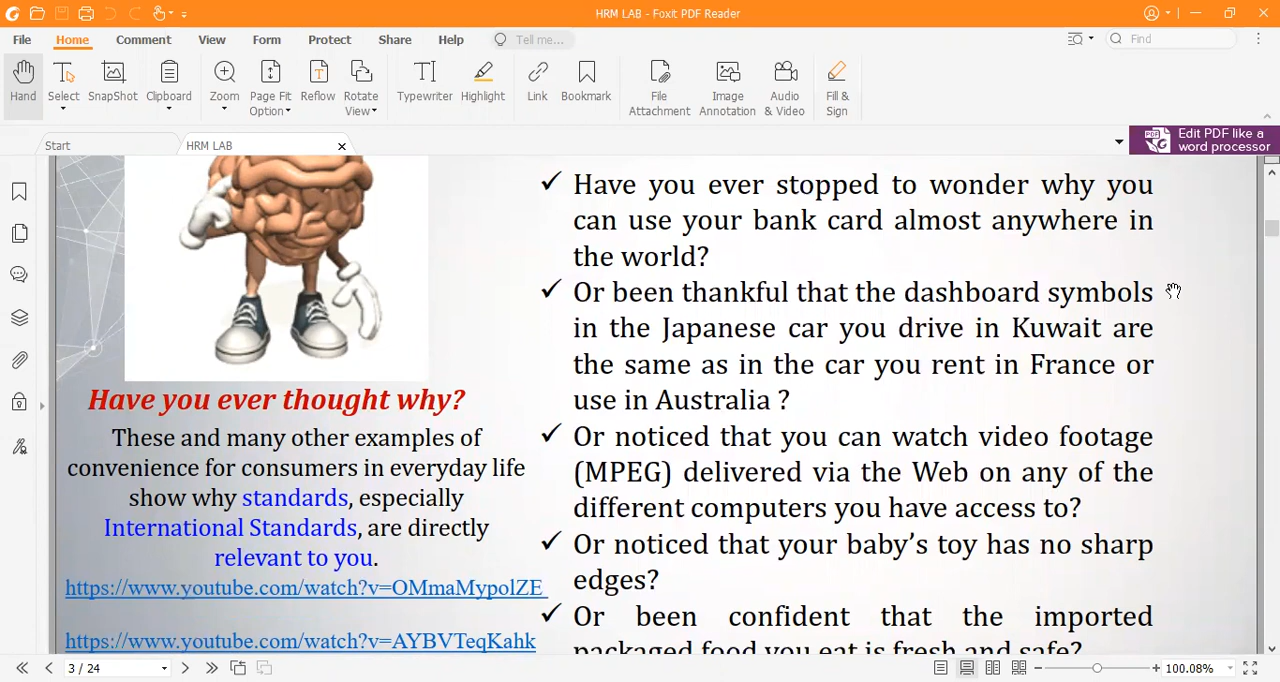 HRM LAB - Foxit PDF Reader
File Home Comment View Form Protect Share Help Tell me... Find
Hand Select SnapShot Clipboard Zoom Page Fit Option Reflow Rotate View Typewriter Highlight Link Bookmark File Attachment Image Annotation Audio & Video Fill & Sign
Start HRM LAB
Edit PDF like a
word processor
Have you ever thought why?
These and many other examples of
convenience for consumers in everyday life
show why standards, especially
International Standards, are directly
relevant to you.
https://www.youtube.com/watch?v=OMmaMypolZE
https://www.youtube.com/watch?v=AYBVTeqKahk
✓ Have you ever stopped to wonder why you
can use your bank card almost anywhere in
the world?
✓ Or been thankful that the dashboard symbols
in the Japanese car you drive in Kuwait are
the same as in the car you rent in France or
use in Australia ?
✓ Or noticed that you can watch video footage
(MPEG) delivered via the Web on any of the
different computers you have access to?
✓ Or noticed that your baby's toy has no sharp
edges?
✓ Or been confident that the imported
packaged food you eat is fresh and safe?
3 / 24 100.08%